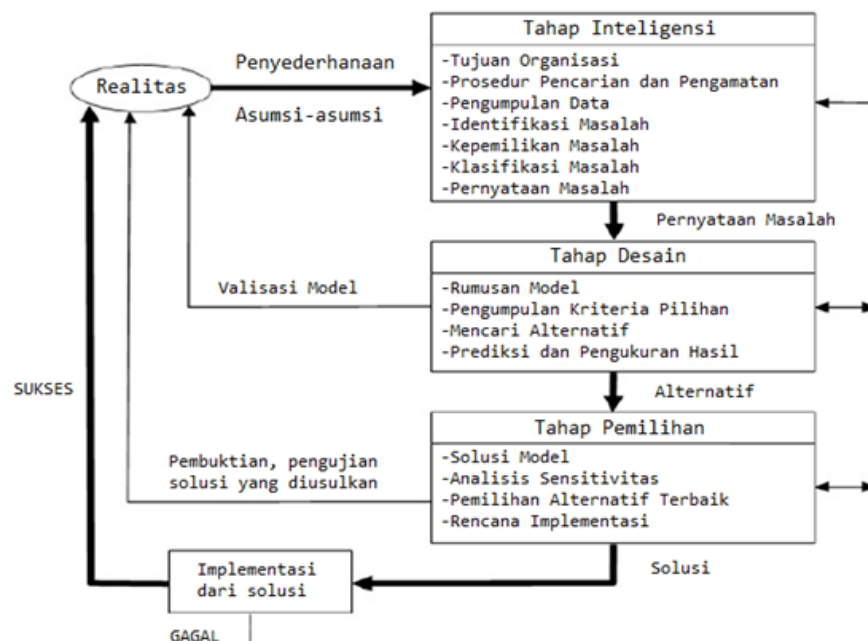 Tahap Inteligensi
-Tujuan Organisasi
-Prosedur Pencarian dan Pengamatan
-Pengumpulan Data
-Identifikasi Masalah
-Kepemilikan Masalah
-Klasifikasi Masalah
-Pernyataan Masalah
Realitas
Penyederhanaan
Asumsi-asumsi
Pernyataan Masalah
Tahap Desain
-Rumusan Model
-Pengumpulan Kriteria Pilihan
-Mencari Alternatif
-Prediksi dan Pengukuran Hasil
Valisasi Model
SUKSES
Alternatif
Tahap Pemilihan
-Solusi Model
-Analisis Sensitivitas
-Pemilihan Alternatif Terbaik
-Rencana Implementasi
Pembuktian, pengujian
solusi yang diusulkan
Solusi
Implementasi
dari solusi
GAGAL